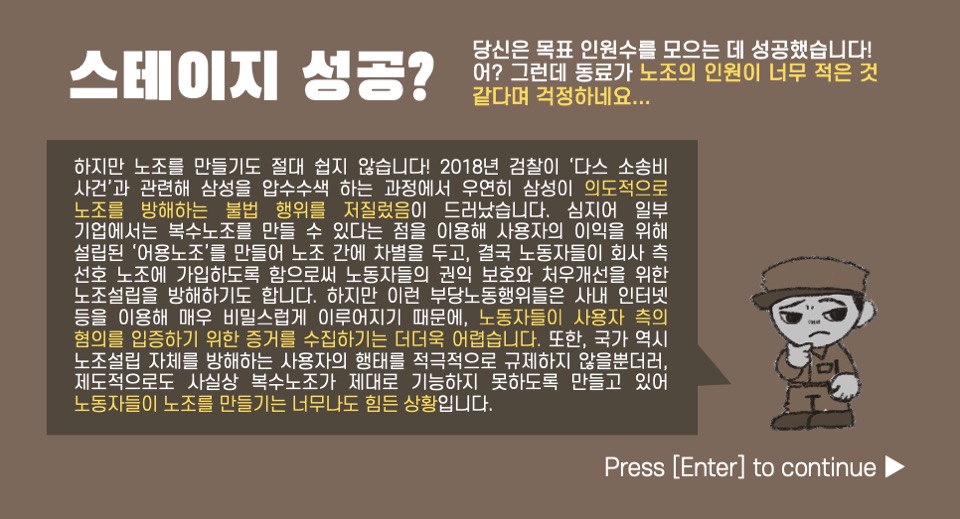 스테이지 성공?
당신은 목표 인원수를 모으는 데 성공했습니다!
어? 그런데 동료가 노조의 인원이 너무 적은 것
같다며 걱정하네요...
하지만 노조를 만들기도 절대 쉽지 않습니다! 2018년 검찰이 ‘다스 소송비
사건’과 관련해 삼성을 압수수색 하는 과정에서 우연히 삼성이 의도적으로
노조를 방해하는 불법 행위를 저질렀음이 드러났습니다. 심지어 일부
기업에서는 복수노조를 만들 수 있다는 점을 이용해 사용자의 이익을 위해
설립된 ‘어용노조’를 만들어 노조 간에 차별을 두고, 결국 노동자들이 회사 측
선호 노조에 가입하도록 함으로써 노동자들의 권익 보호와 처우개선을 위한
노조설립을 방해하기도 합니다. 하지만 이런 부당노동행위들은 사내 인터넷
등을 이용해 매우 비밀스럽게 이루어지기 때문에, 노동자들이 사용자 측의
혐의를 입증하기 위한 증거를 수집하기는 더더욱 어렵습니다. 또한, 국가 역시
노조설립 자체를 방해하는 사용자의 행태를 적극적으로 규제하지 않을뿐더러,
제도적으로도 사실상 복수노조가 제대로 기능하지 못하도록 만들고 있어
노동자들이 노조를 만들기는 너무나도 힘든 상황입니다.
Press [Enter] to continue ▶